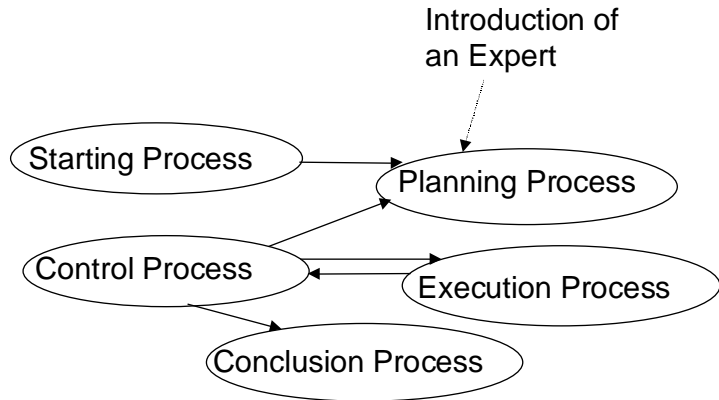 Introduction of
an Expert
Starting Process
Planning Process
Control Process
Execution Process
Conclusion Process